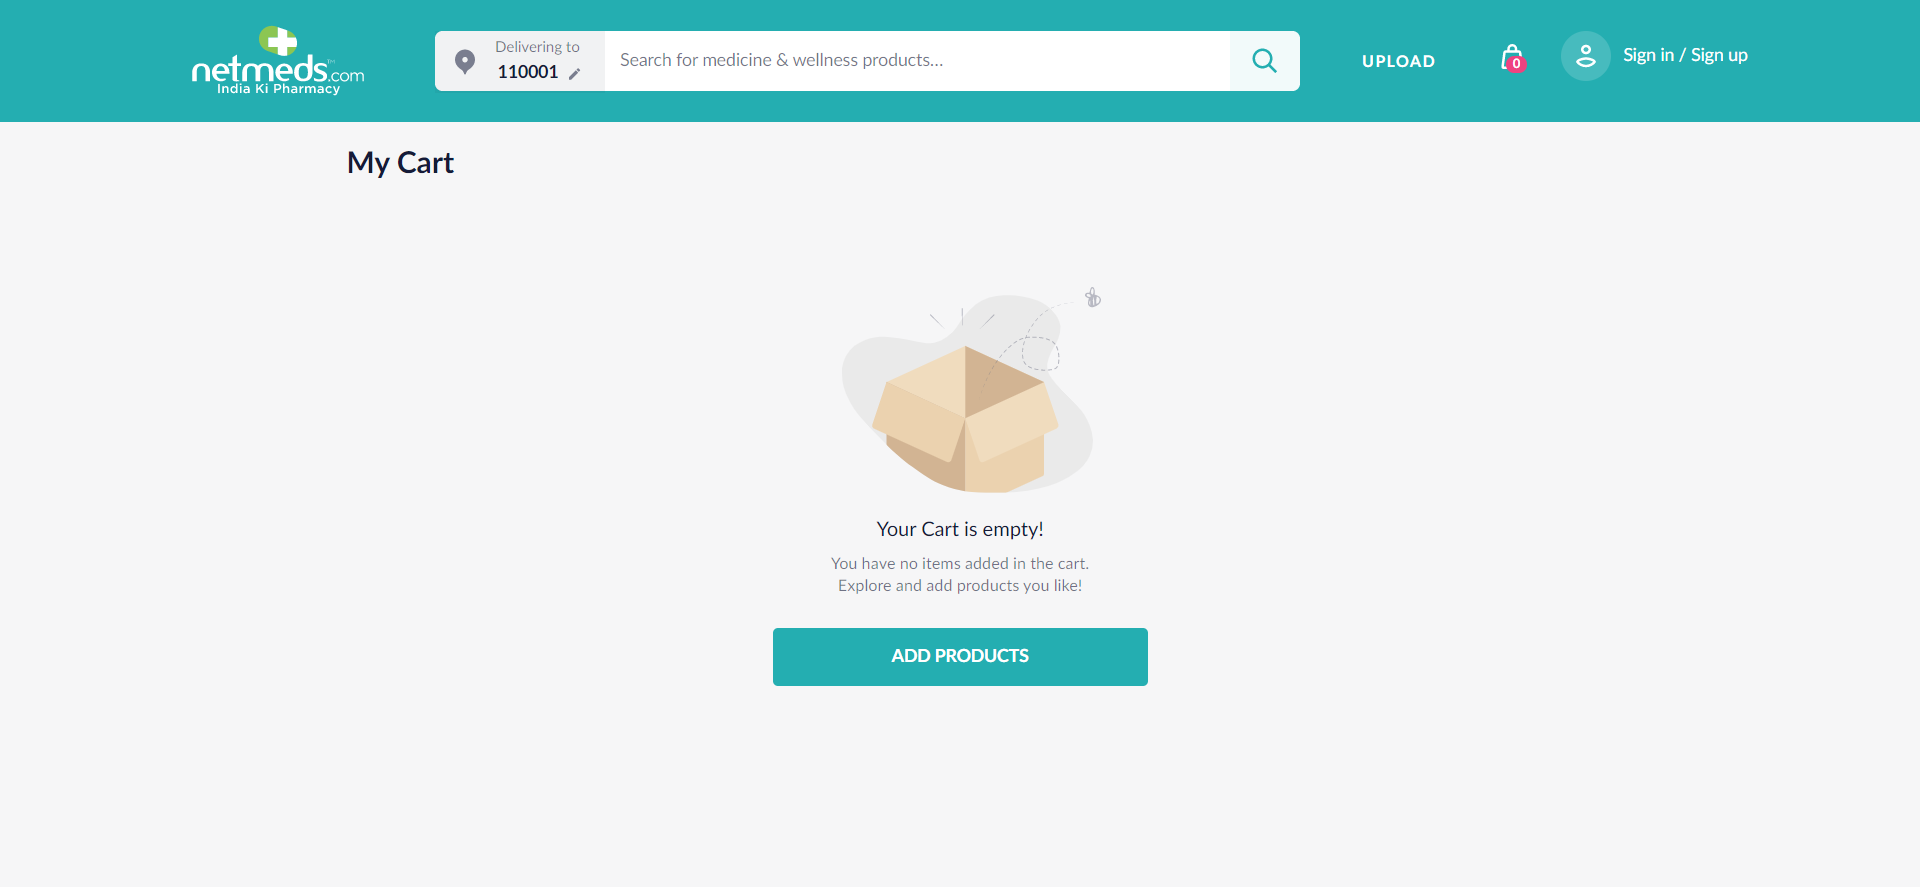 netmeds.com™
India Ki Pharmacy
Delivering to
110001
Search for medicine & wellness products...
UPLOAD
0
Sign in / Sign up
My Cart
Your Cart is empty!
You have no items added in the cart.
Explore and add products you like!
ADD PRODUCTS